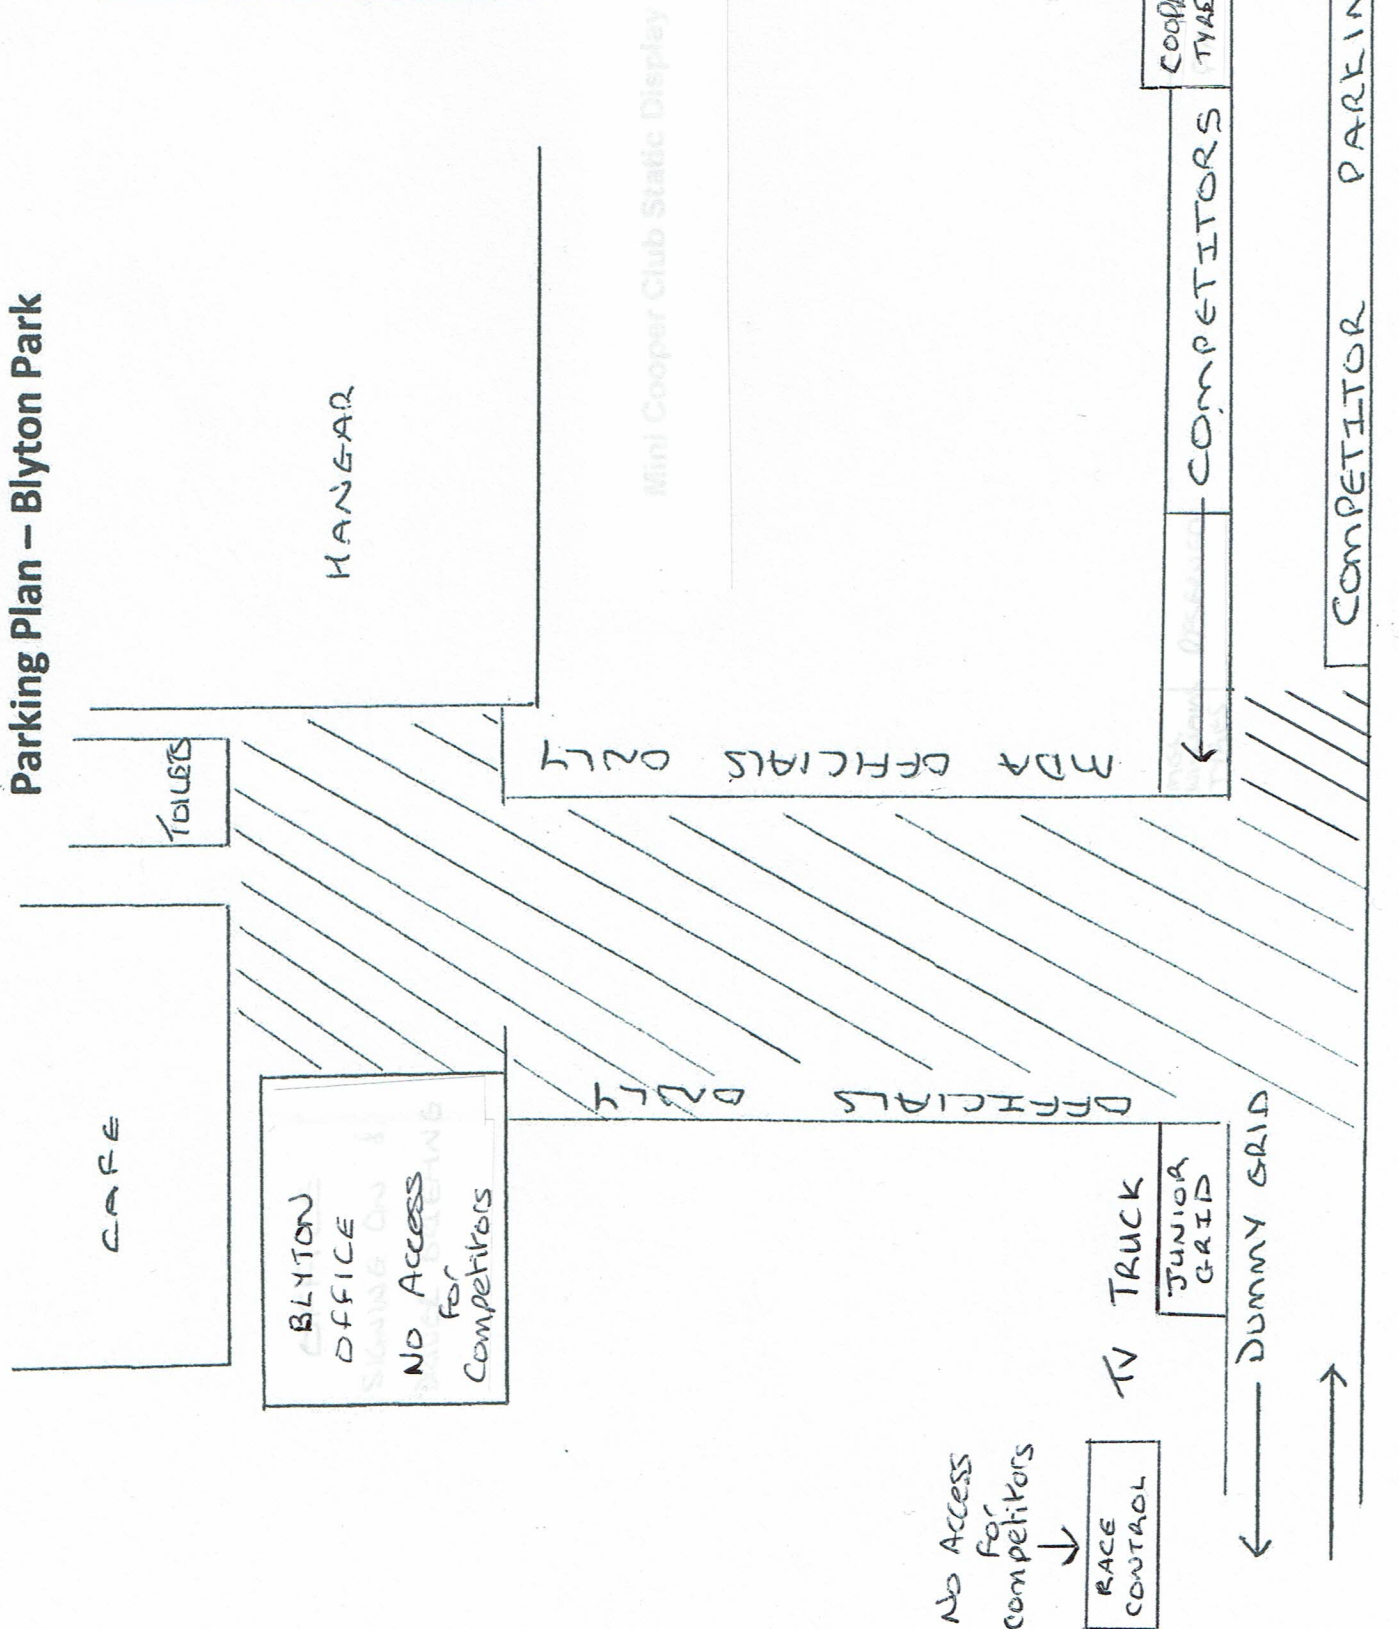 Parking Plan – Blyton Park
CAFE
TOILETS
HANGAR
BLYTON
OFFICE
NO Access
for
Competitors
Mini Cooper Club Static Display
OFFICIALS ONLY
MDA OFFICIALS ONLY
No Access
for
competitors
RACE
CONTROL
TV TRUCK
JUNIOR
GRID
DUMMY GRID
COMPETITORS
TYRE
COMPETITOR PARKIN